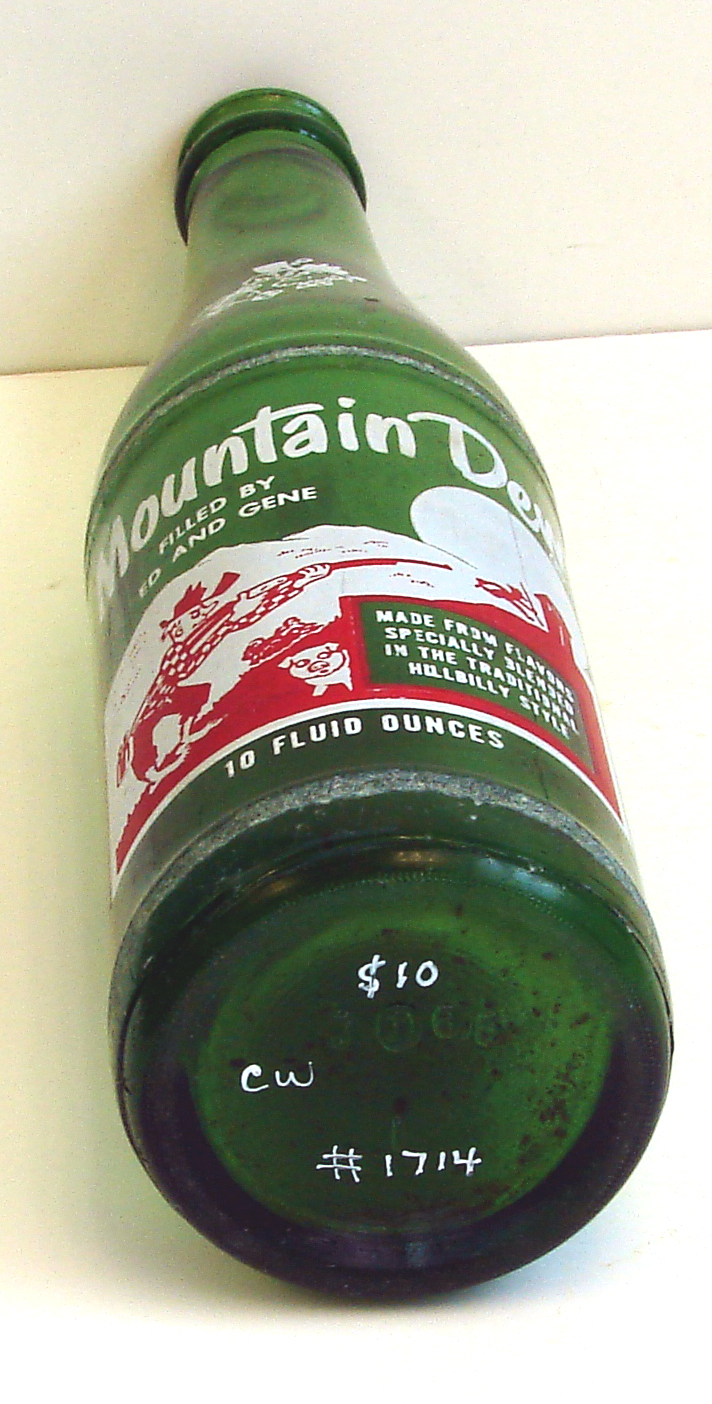 Mountain Dew
FILLED BY
ED AND GENE
MADE FROM FLAVORS
SPECIALLY BLENDED
IN THE TRADITIONAL
HILLBILLY STYLE
10 FLUID OUNCES
$10
CW
#1714